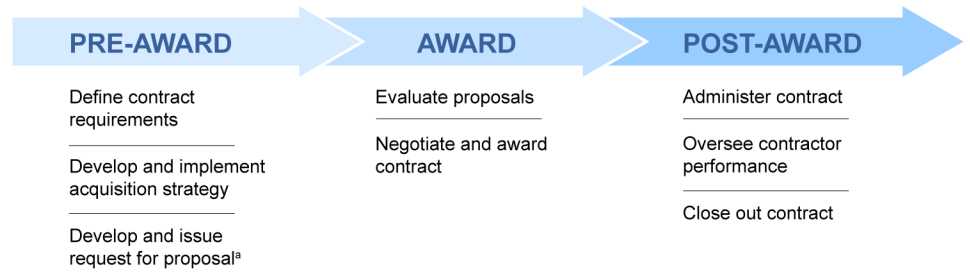 PRE-AWARD
Define contract
requirements
Develop and implement
acquisition strategy
Develop and issue
request for proposalᵃ
AWARD
Evaluate proposals
Negotiate and award
contract
POST-AWARD
Administer contract
Oversee contractor
performance
Close out contract